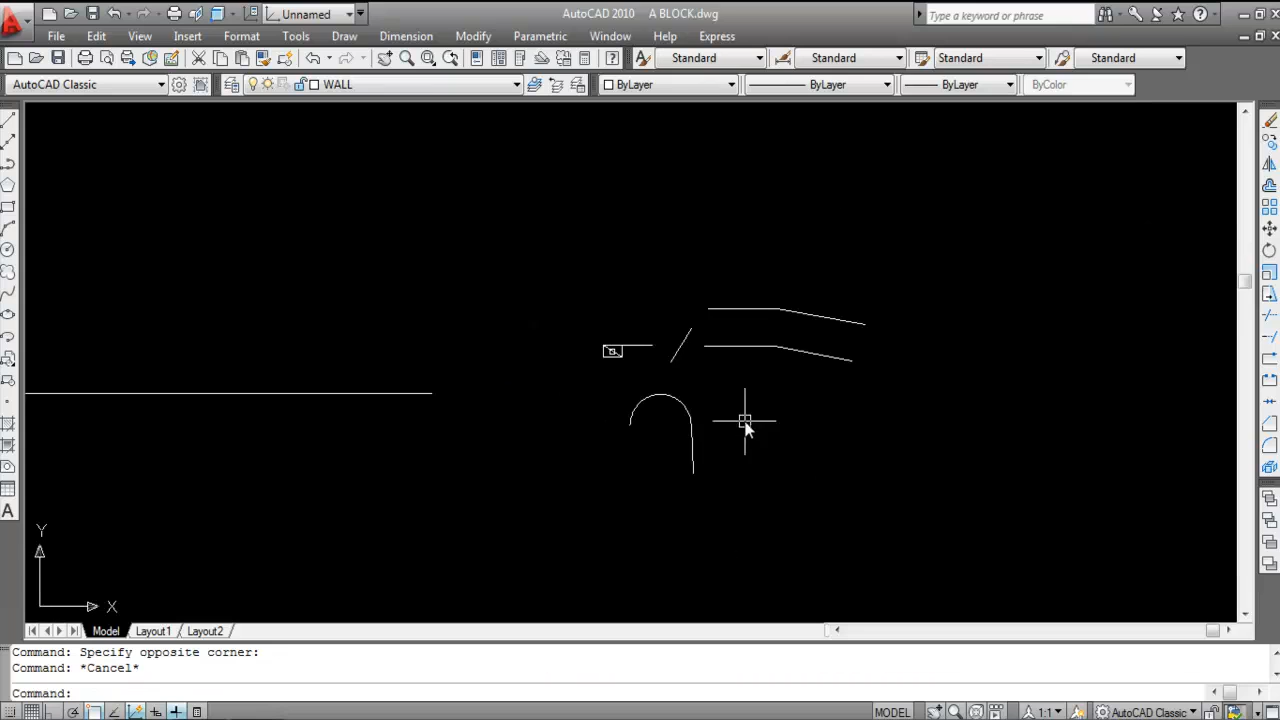 Unnamed AutoCAD 2010 A BLOCK.dwg Type a keyword or phrase
File Edit View Insert Format Tools Draw Dimension Modify Parametric Window Help Express
Standard Standard Standard Standard
AutoCAD Classic WALL ByLayer ByLayer ByLayer ByColor
Y
X
Model Layout1 Layout2
Command: Specify opposite corner:
Command: *Cancel*
Command:
MODEL 1:1 AutoCAD Classic